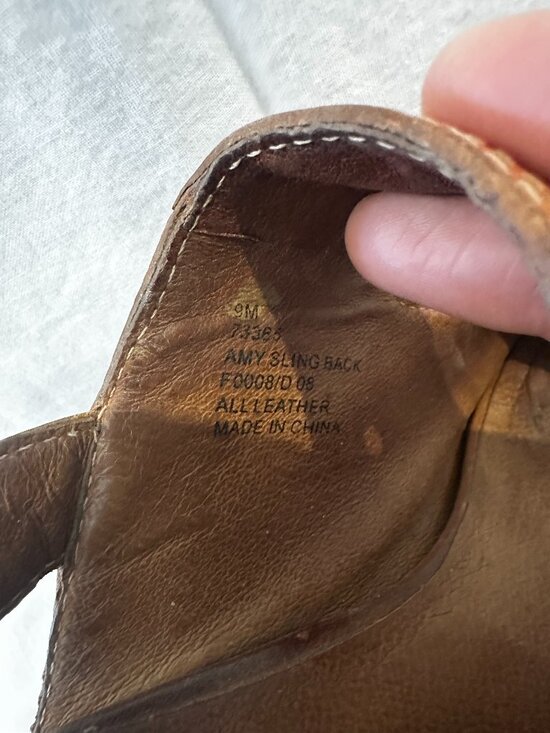 9M
AMY SLING BACK
F0008/D 08
ALL LEATHER
MADE IN CHINA